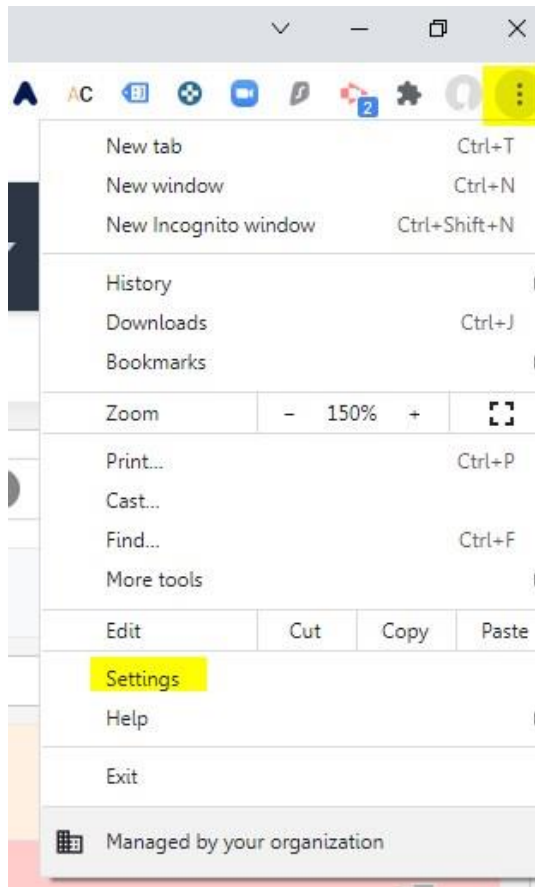 AC
2
New tab Ctrl+T
New window Ctrl+N
New Incognito window Ctrl+Shift+N
History
Downloads Ctrl+J
Bookmarks
Zoom - 150% +
Print... Ctrl+P
Cast...
Find... Ctrl+F
More tools
Edit Cut Copy Paste
Settings
Help
Exit
Managed by your organization